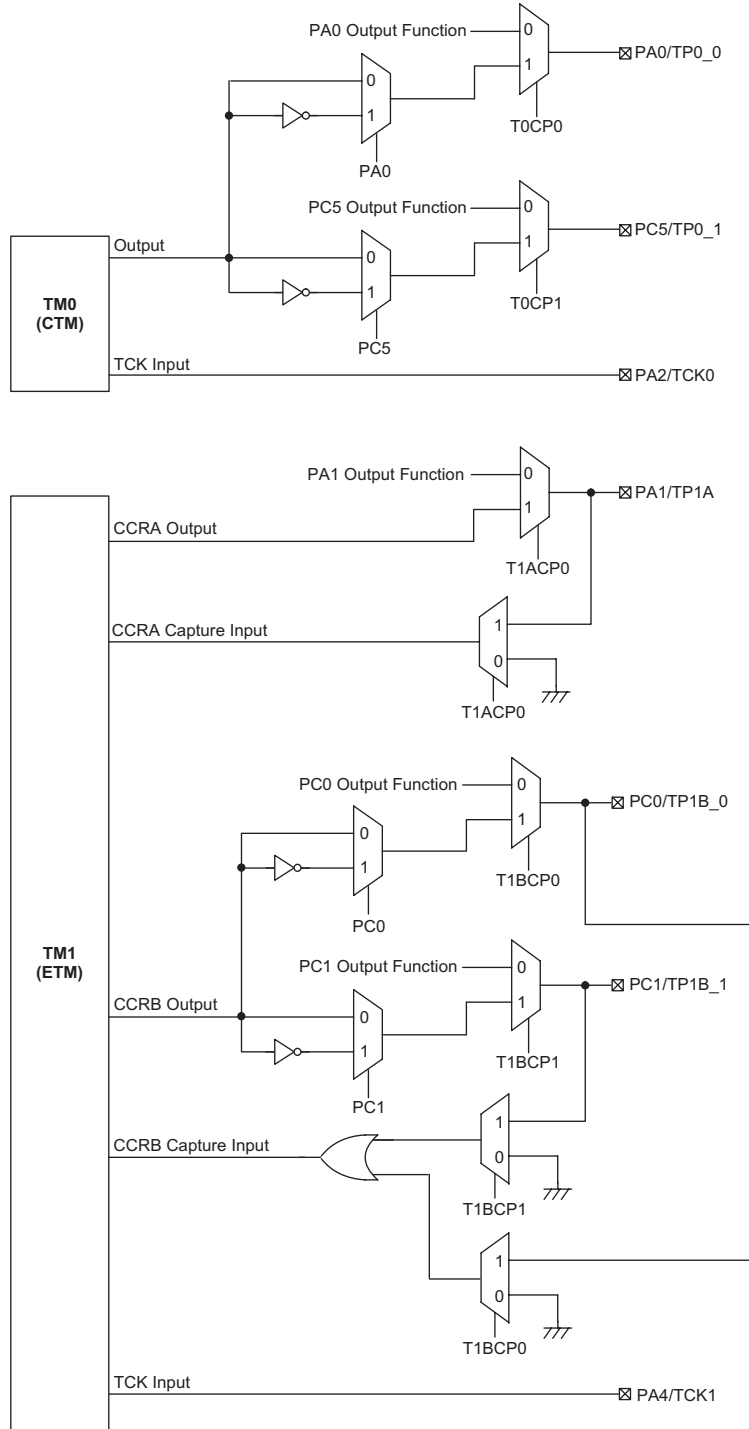 PA0 Output Function
0
1
PA0/TP0_0
0
1
PA0
T0CP0
PC5 Output Function
0
1
PC5/TP0_1
Output
0
1
PC5
T0CP1
TM0
(CTM)
TCK Input
PA2/TCK0
PA1 Output Function
0
1
PA1/TP1A
CCRA Output
T1ACP0
CCRA Capture Input
1
0
T1ACP0
PC0 Output Function
0
1
PC0/TP1B_0
0
1
PC0
T1BCP0
TM1
(ETM)
PC1 Output Function
0
1
PC1/TP1B_1
CCRB Output
0
1
PC1
T1BCP1
CCRB Capture Input
1
0
T1BCP1
1
0
T1BCP0
TCK Input
PA4/TCK1